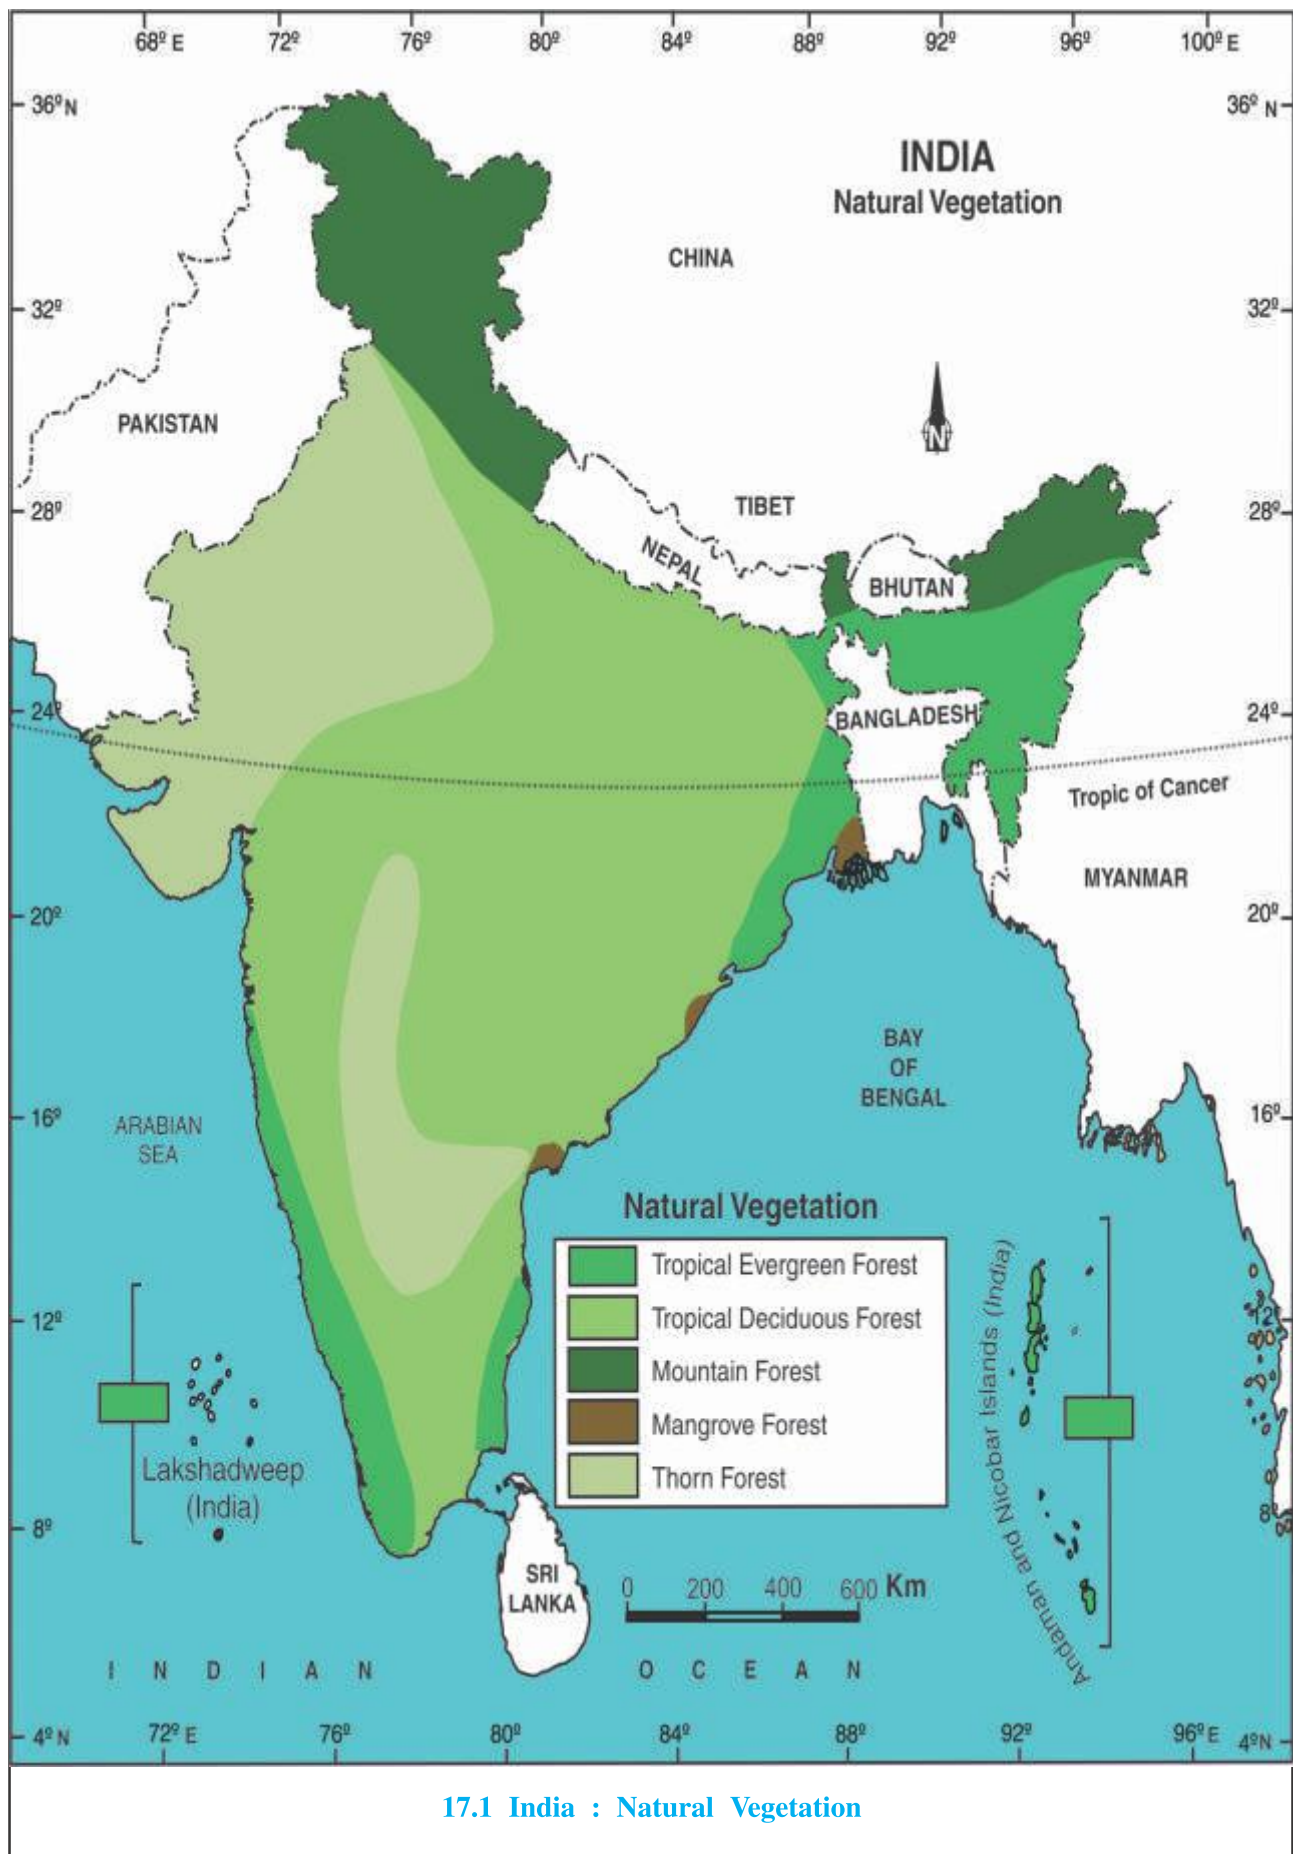 68º E 72º 76º 80º 84º 88º 92º 96º 100º E
36º N
36º N
INDIA
Natural Vegetation
CHINA
32º
32º
PAKISTAN
N
TIBET
28º
28º
NEPAL
BHUTAN
24º
BANGLADESH
24º
Tropic of Cancer
MYANMAR
20º
20º
BAY
OF
BENGAL
16º
16º
ARABIAN
SEA
Natural Vegetation
Tropical Evergreen Forest
Tropical Deciduous Forest
Mountain Forest
Mangrove Forest
Thorn Forest
12º
12º
Andaman and Nicobar Islands (India)
Lakshadweep
(India)
8º
8º
SRI
LANKA
0 200 400 600 Km
INDIAN OCEAN
4º N
4º N
72º E 76º 80º 84º 88º 92º 96º E
17.1 India : Natural Vegetation